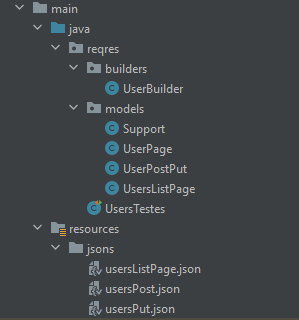 main
java
reqres
builders
UserBuilder
models
Support
UserPage
UserPostPut
UsersListPage
UsersTestes
resources
jsons
usersListPage.json
usersPost.json
usersPut.json